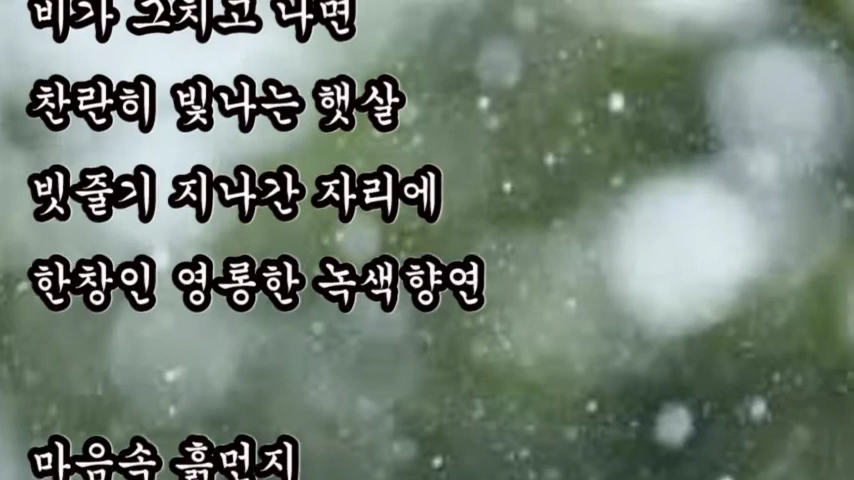 비가 그치고 나면
찬란히 빛나는 햇살
빗줄기 지나간 자리에
한창인 영롱한 녹색향연
마음속 흙먼지